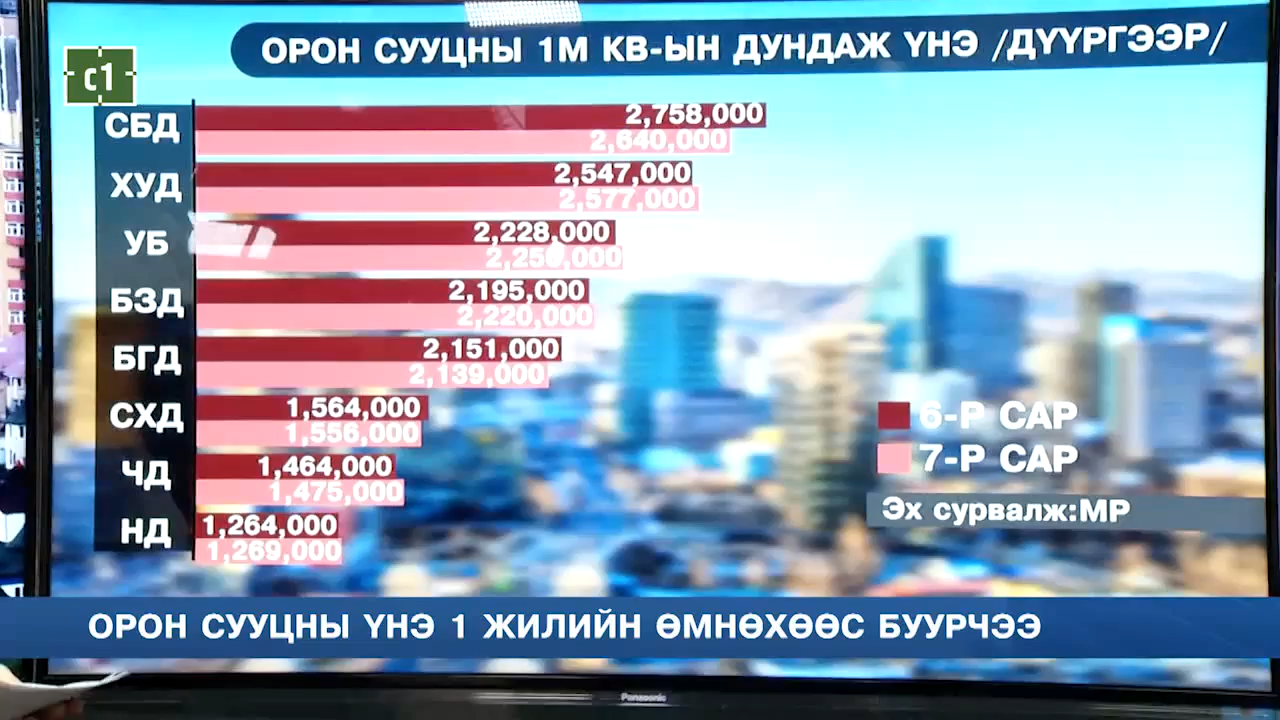 ОРОН СУУЦНЫ 1М КВ-ЫН ДУНДАЖ ҮНЭ /ДҮҮРГЭЭР/
c1
СБД 2,758,000
2,640,000
ХУД 2,547,000
2,577,000
УБ 2,228,000
БЗД 2,195,000
2,220,000
БГД 2,151,000
2,139,000
СХД 1,564,000
1,556,000
ЧД 1,464,000
1,475,000
НД 1,264,000
1,269,000
6-Р САР
7-Р САР
Эх сурвалж:МР
ОРОН СУУЦНЫ ҮНЭ 1 ЖИЛИЙН ӨМНӨХӨӨС БУУРЧЭЭ
Panasonic